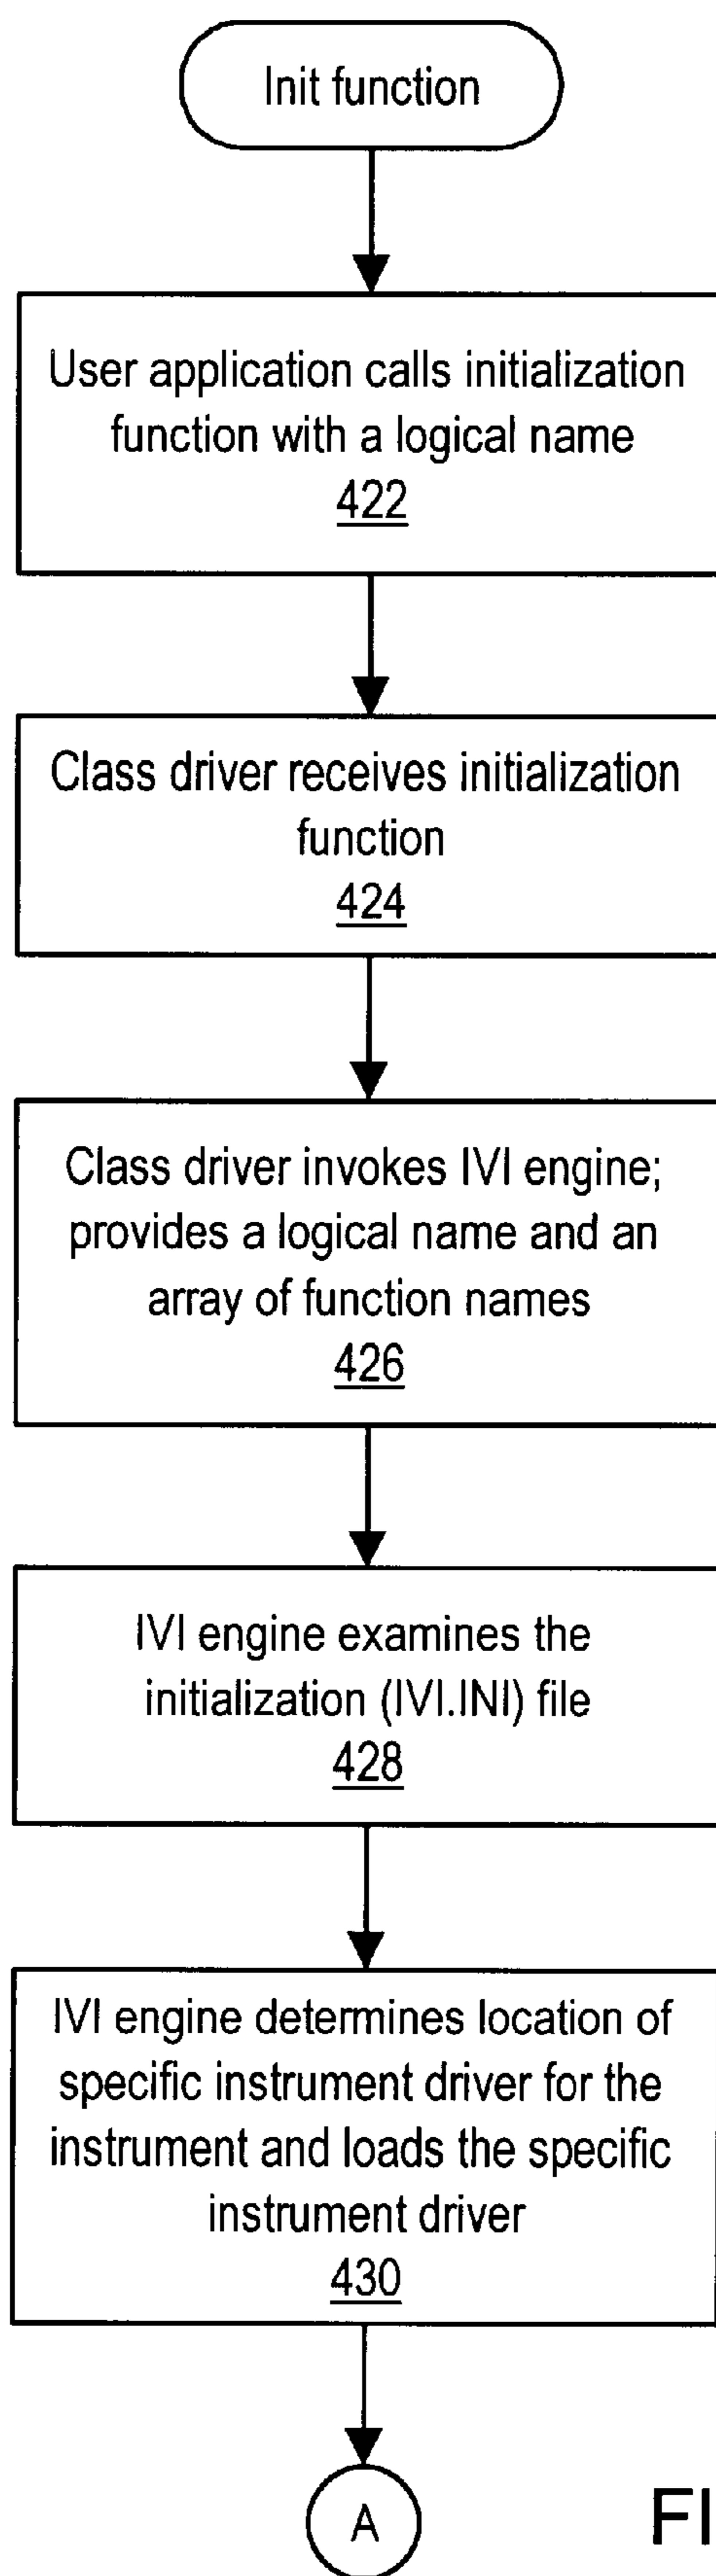 Init function
User application calls initialization
function with a logical name
422
Class driver receives initialization
function
424
Class driver invokes IVI engine;
provides a logical name and an
array of function names
426
IVI engine examines the
initialization (IVI.INI) file
428
IVI engine determines location of
specific instrument driver for the
instrument and loads the specific
instrument driver
430
A
FI